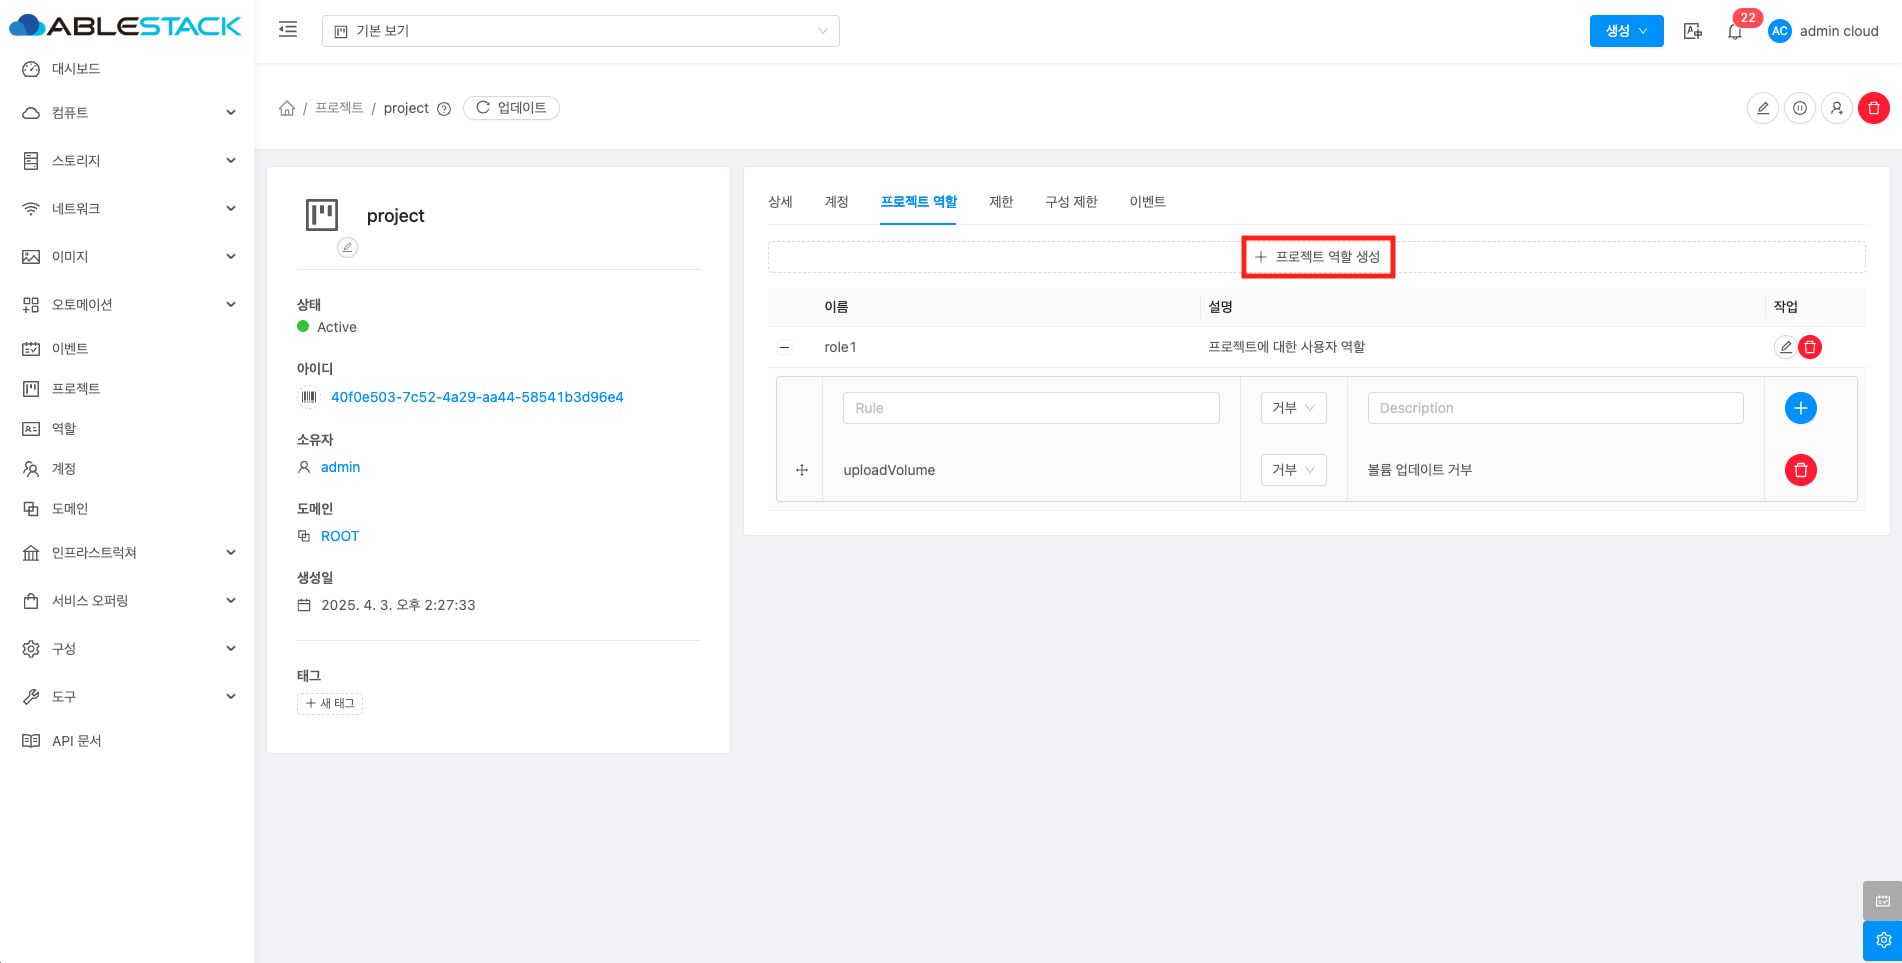 ABLESTACK
기본 보기
생성
22
AC
admin cloud
대시보드
컴퓨트
스토리지
네트워크
이미지
오토메이션
이벤트
프로젝트
역할
계정
도메인
인프라스트럭쳐
서비스 오퍼링
구성
도구
API 문서
/ 프로젝트 / project
업데이트
project
상태
Active
아이디
40f0e503-7c52-4a29-aa44-58541b3d96e4
소유자
admin
도메인
ROOT
생성일
2025. 4. 3. 오후 2:27:33
태그
+ 새 태그
상세 계정 프로젝트 역할 제한 구성 제한 이벤트
+ 프로젝트 역할 생성
이름 설명 작업
role1 프로젝트에 대한 사용자 역할
Rule 거부 Description
uploadVolume 거부 볼륨 업데이트 거부